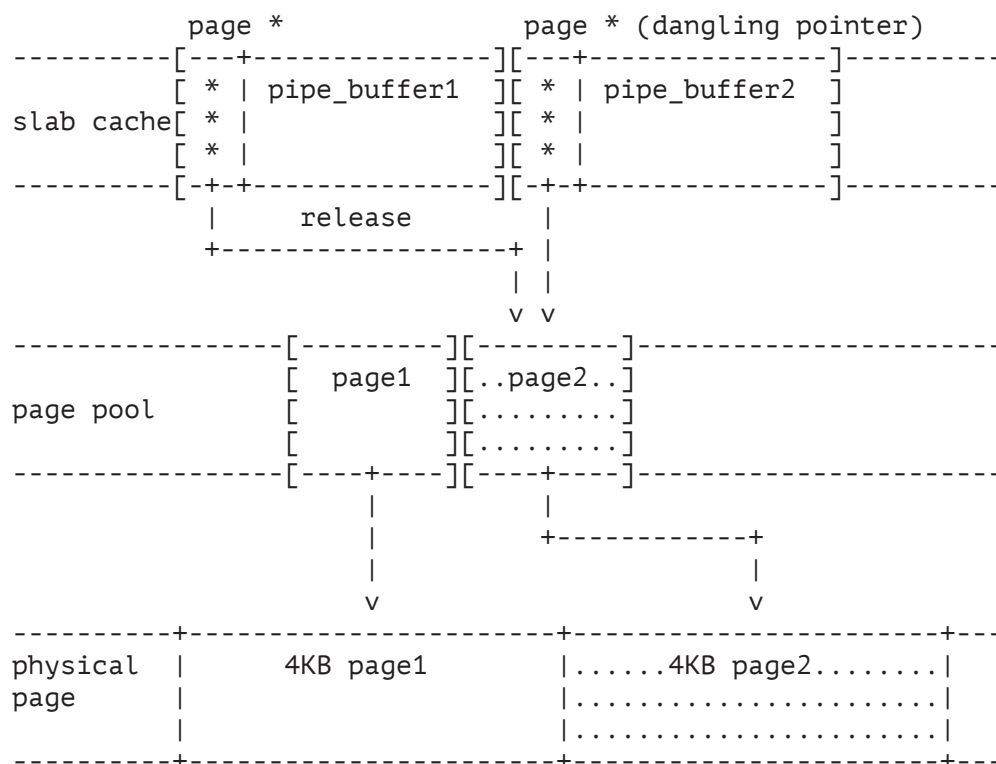 page *                 page * (dangling pointer)
----------[----+----------------][----+----------------]----------
          [ *  | pipe_buffer1   ][ *  | pipe_buffer2   ]
slab cache[ *  |                ][ *  |                ]
          [ *  |                ][ *  |                ]
----------[-+-+----------------][-+-+----------------]----------
            |     release         |
            +-------------------+ |
                                | |
                                v v
-----------------[---------][---------]-----------------------
                 [  page1  ][..page2..]
page pool        [         ][.........]
                 [         ][.........]
-----------------[----+----][----+----]-----------------------
                      |          |
                      |          +------------+
                      |                       |
                      v                       v
----------+-----------------------+-----------------------+---
physical  |      4KB page1        |......4KB page2........|
page      |                       |.......................|
          |                       |.......................|
----------+-----------------------+-----------------------+---